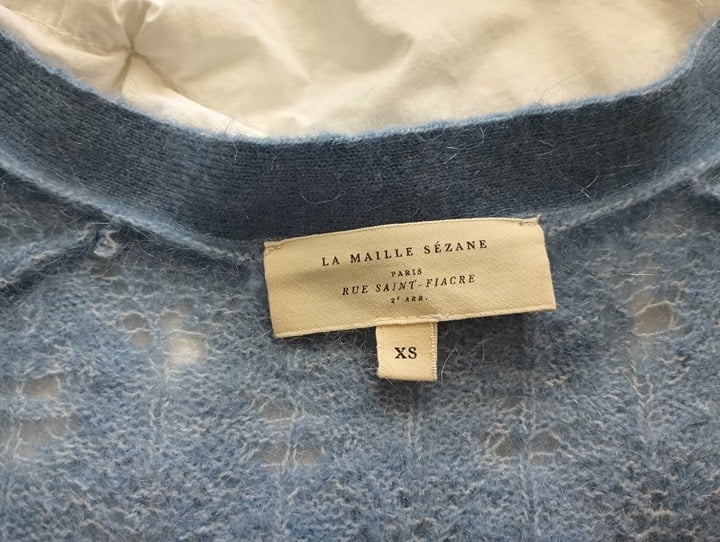 LA MAILLE SÉZANE
PARIS
RUE SAINT-FIACRE
2ᵉ ARR.
XS